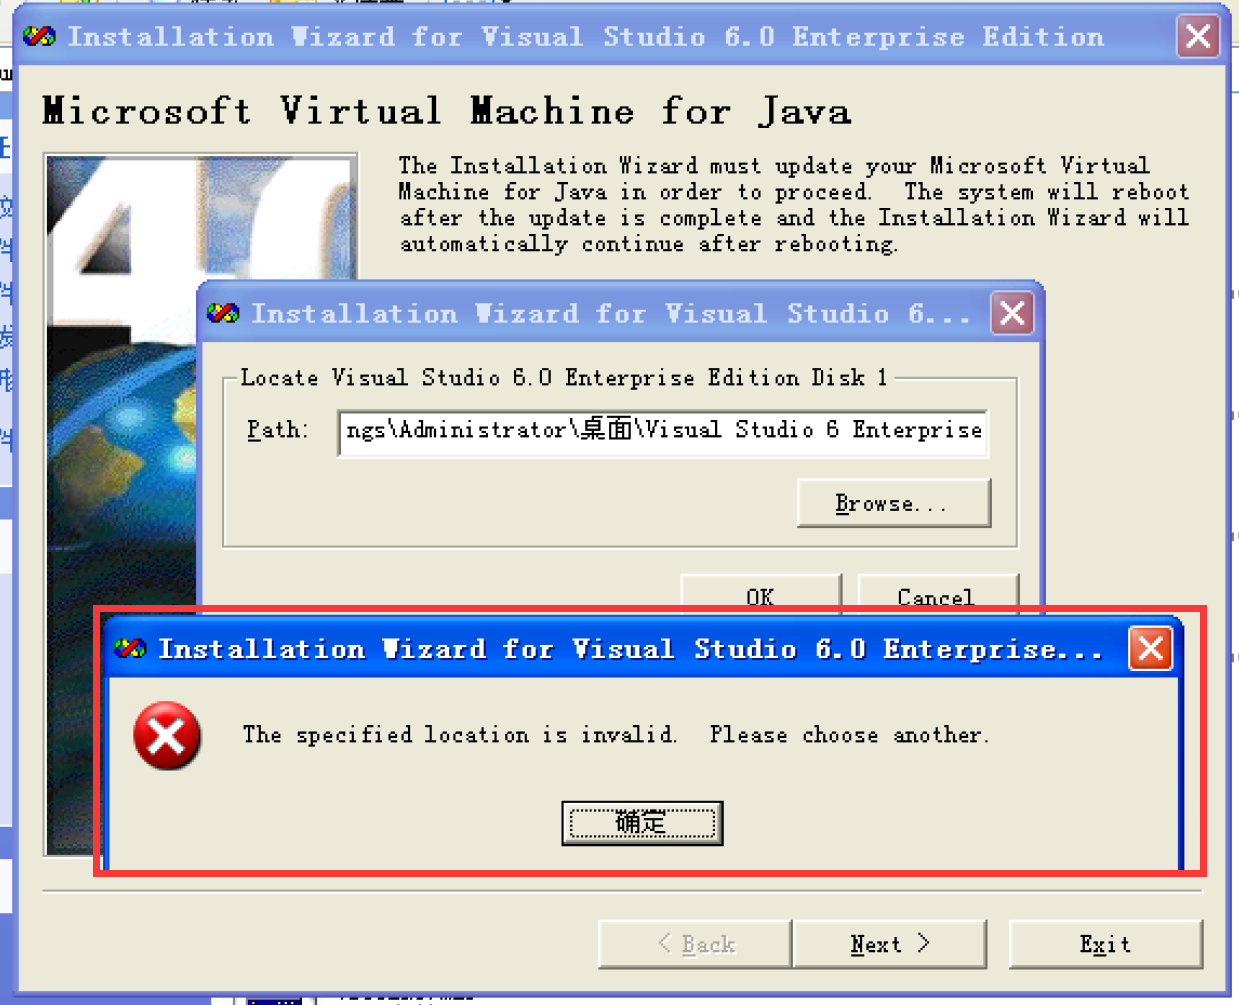 Installation Wizard for Visual Studio 6.0 Enterprise Edition
Microsoft Virtual Machine for Java
The Installation Wizard must update your Microsoft Virtual
Machine for Java in order to proceed. The system will reboot
after the update is complete and the Installation Wizard will
automatically continue after rebooting.
Installation Wizard for Visual Studio 6...
Locate Visual Studio 6.0 Enterprise Edition Disk 1
Path: ngs\Administrator\桌面\Visual Studio 6 Enterprise
Browse...
OK Cancel
Installation Wizard for Visual Studio 6.0 Enterprise...
The specified location is invalid. Please choose another.
确定
< Back Next > Exit